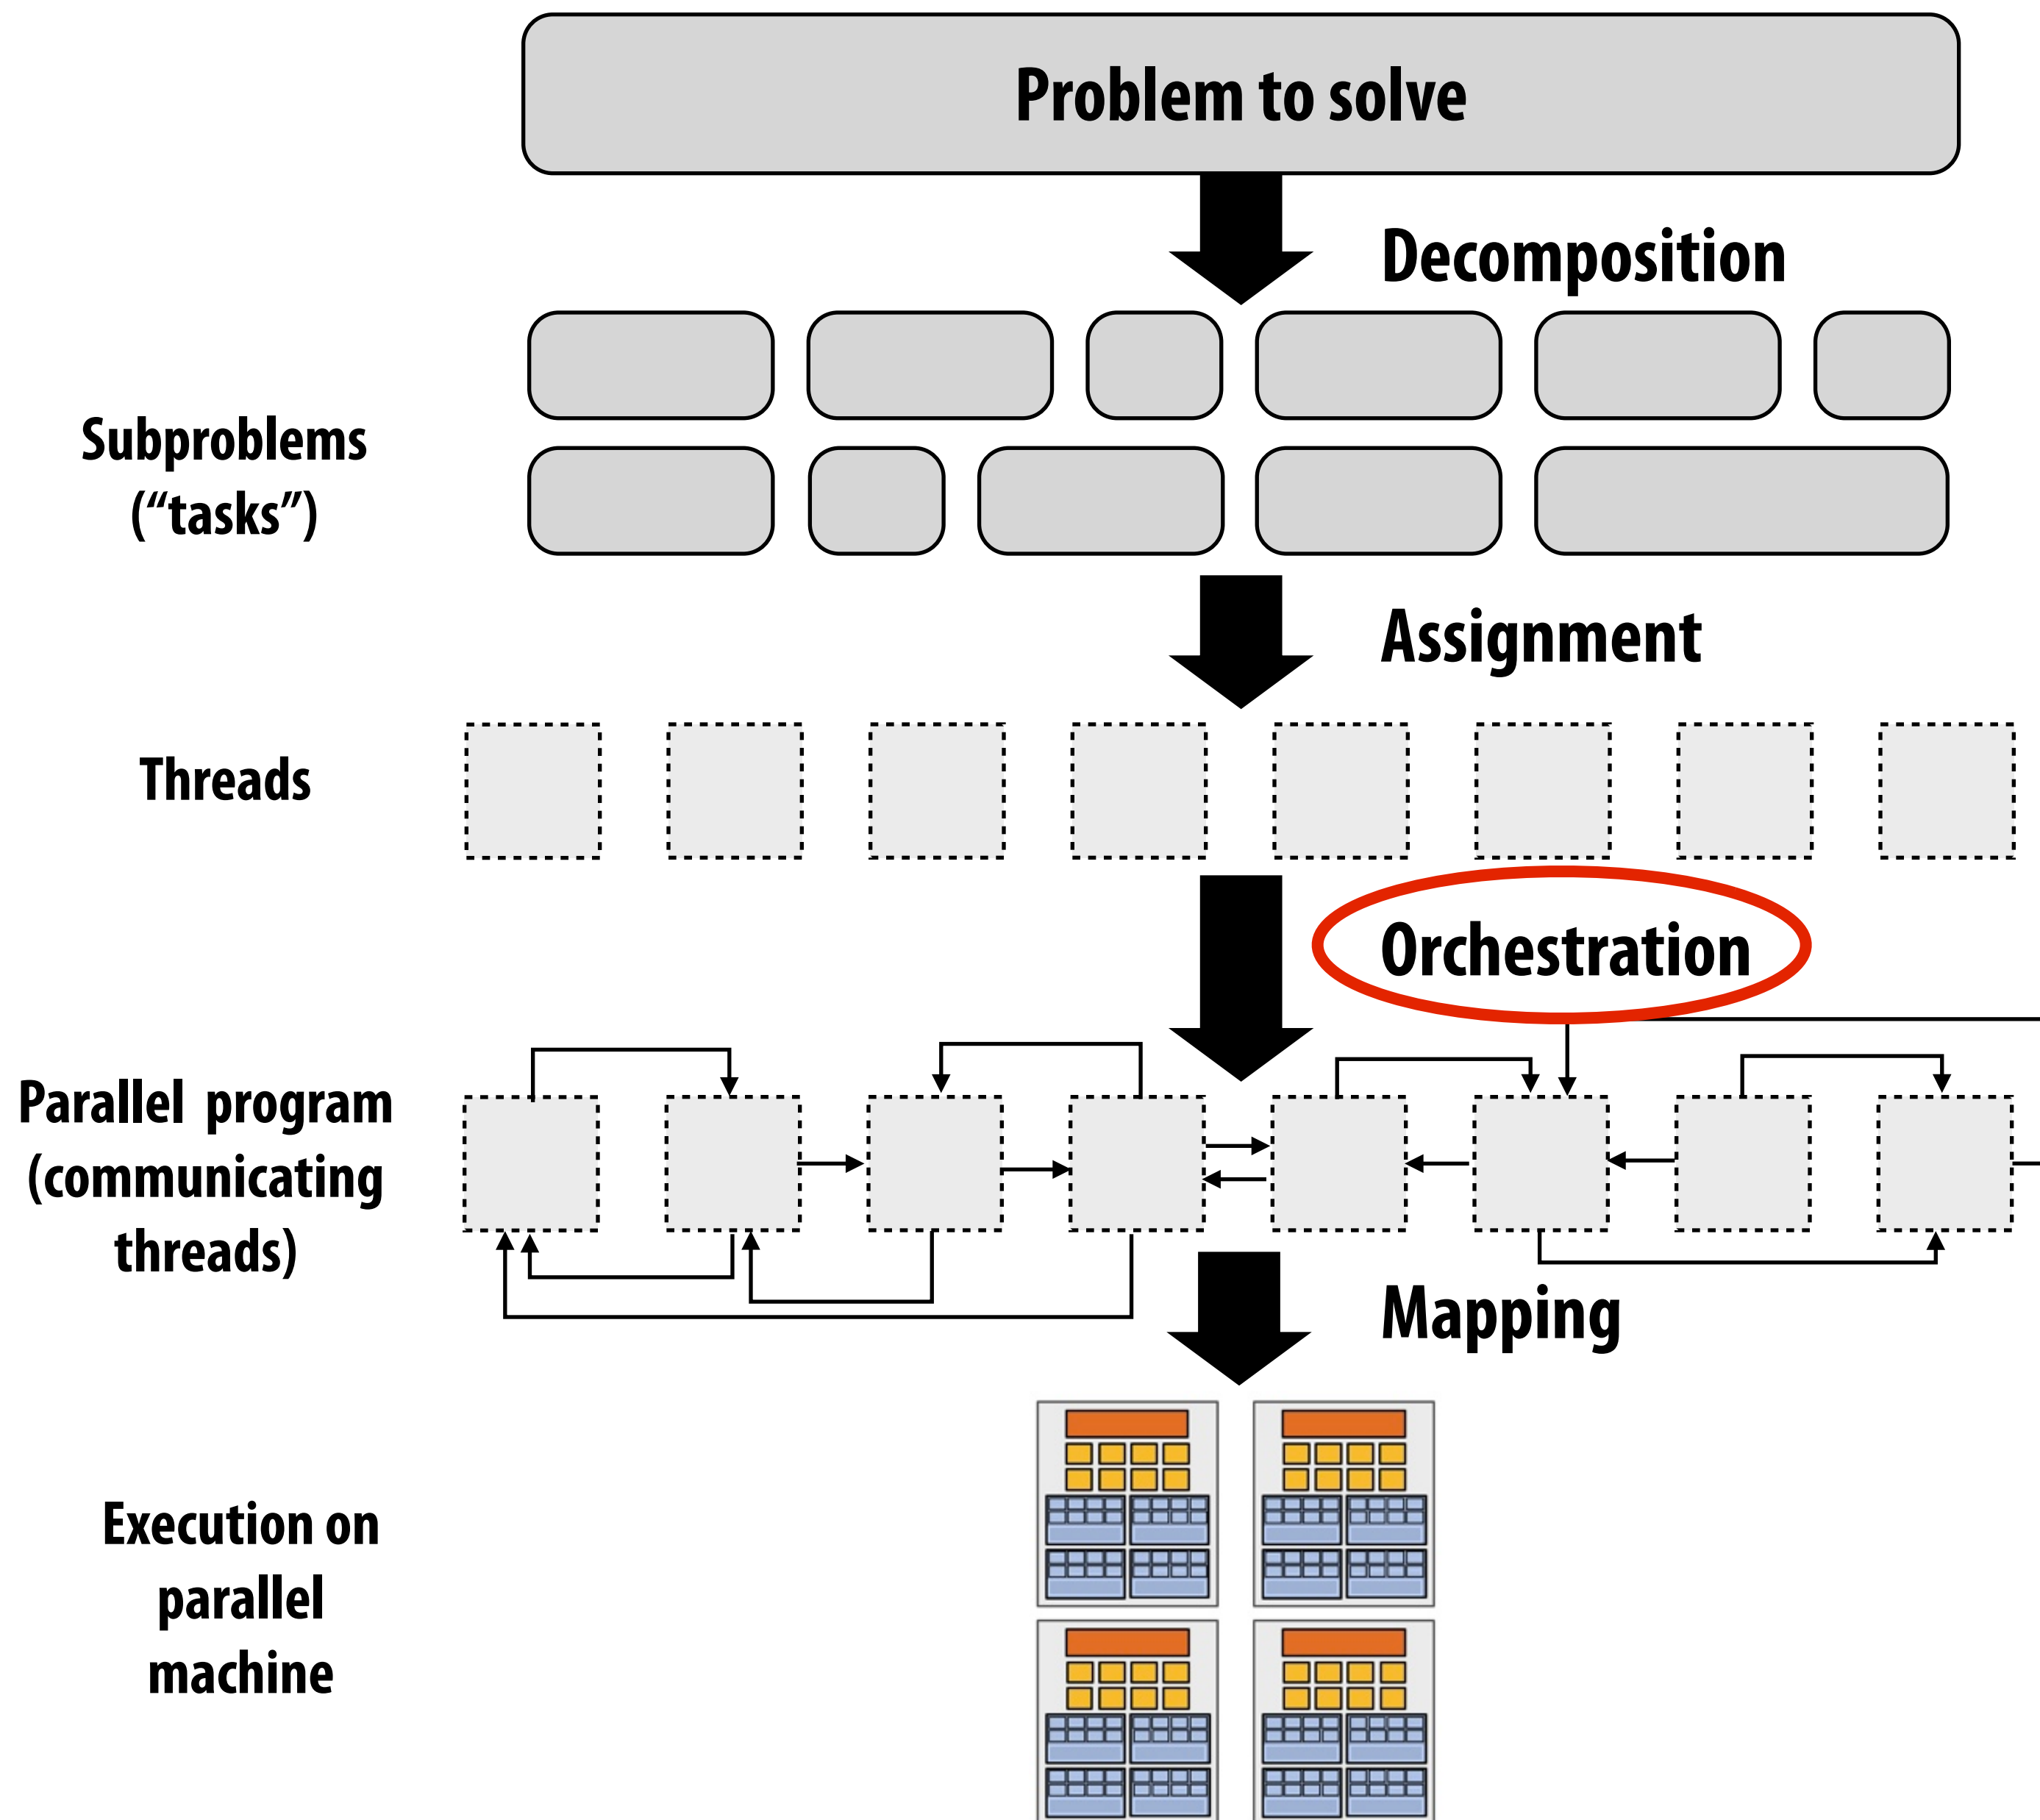 Problem to solve
Decomposition
Subproblems
(“tasks”)
Assignment
Threads
Orchestration
Parallel program
(communicating
threads)
Mapping
Execution on
parallel
machine